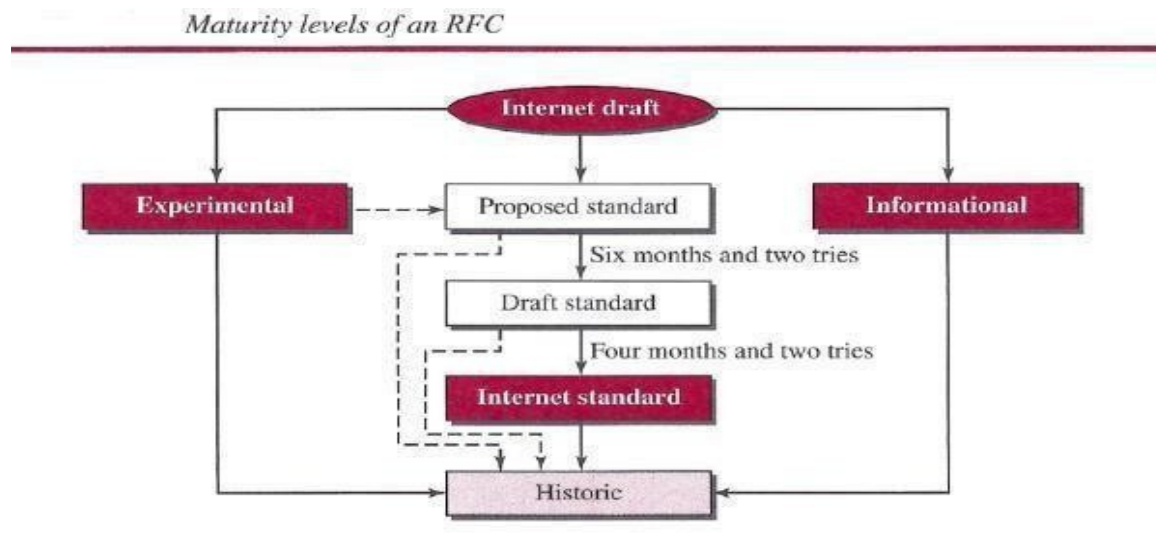 Maturity levels of an RFC
Internet draft
Experimental
Proposed standard
Informational
Six months and two tries
Draft standard
Four months and two tries
Internet standard
Historic